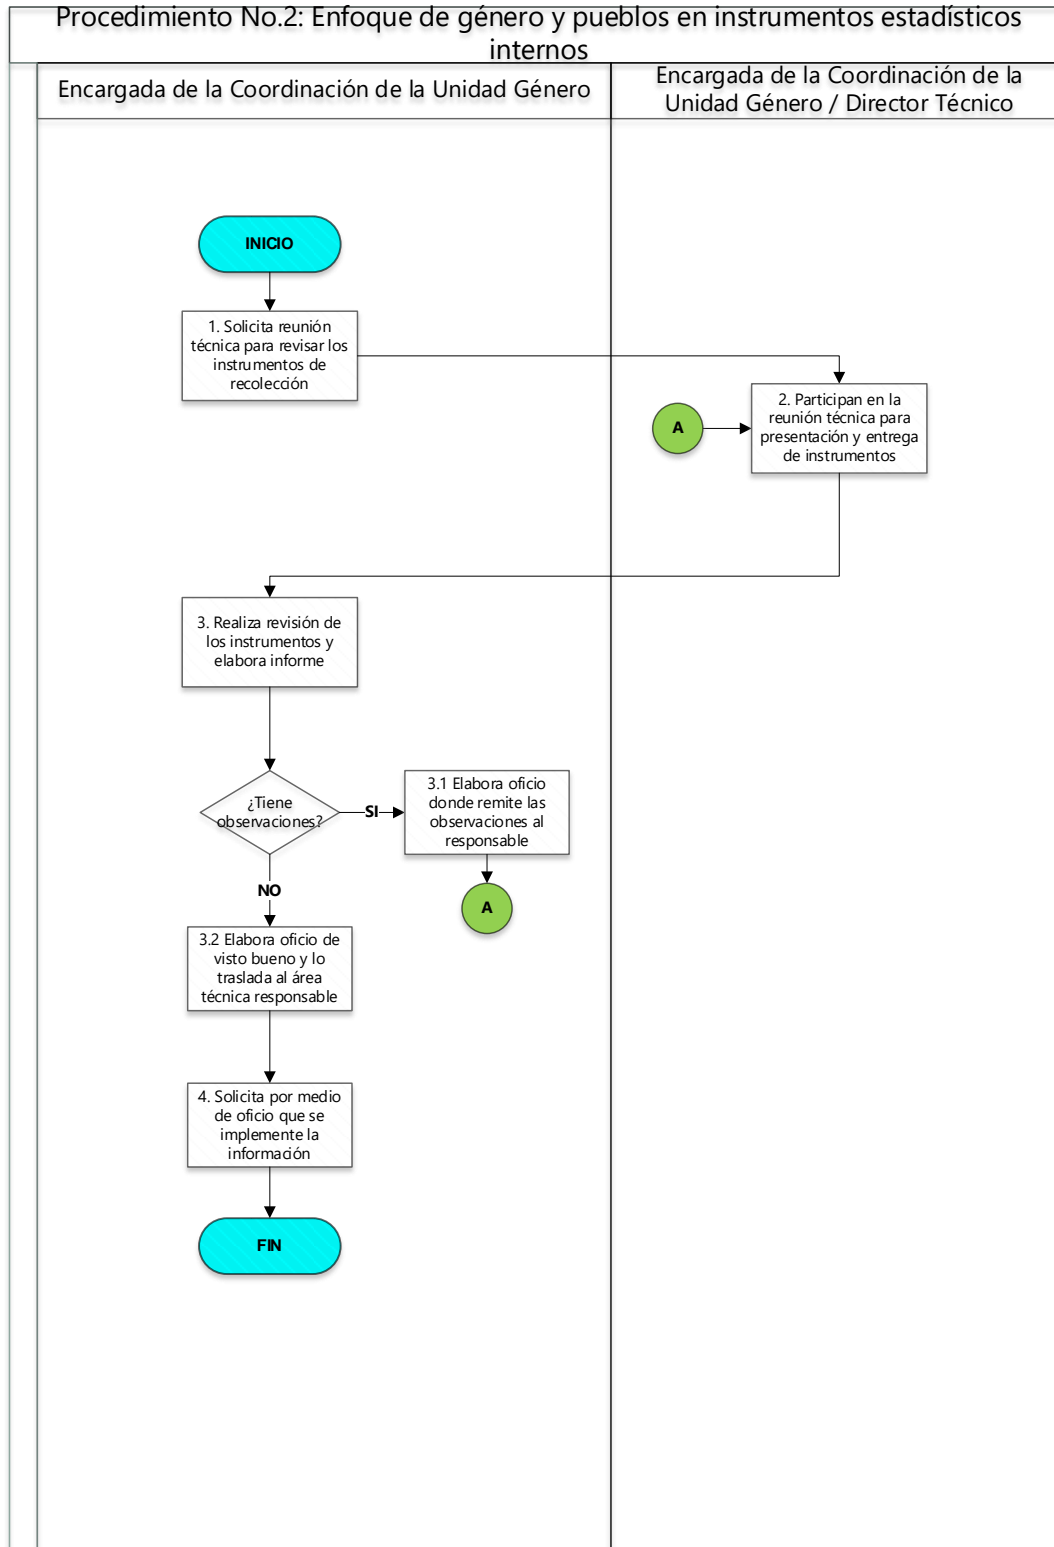 Procedimiento No.2: Enfoque de género y pueblos en instrumentos estadísticos
internos
Encargada de la Coordinación de la Unidad Género
Encargada de la Coordinación de la
Unidad Género / Director Técnico
INICIO
1. Solicita reunión
técnica para revisar los
instrumentos de
recolección
2. Participan en la
reunión técnica para
presentación y entrega
de instrumentos
A
3. Realiza revisión de
los instrumentos y
elabora informe
¿Tiene
observaciones?
SI
3.1 Elabora oficio
donde remite las
observaciones al
responsable
A
NO
3.2 Elabora oficio de
visto bueno y lo
traslada al área
técnica responsable
4. Solicita por medio
de oficio que se
implemente la
información
FIN